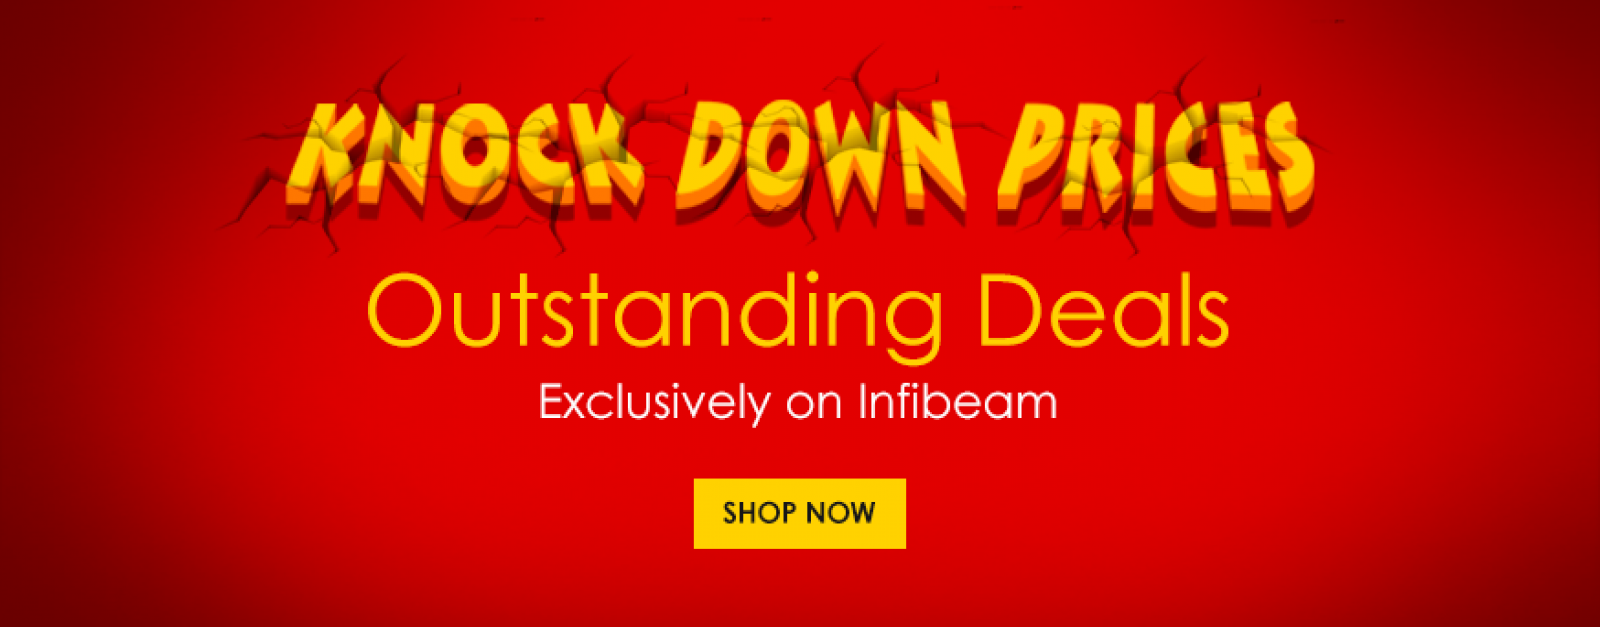 KNOCK DOWN PRICES
Outstanding Deals
Exclusively on Infibeam
SHOP NOW